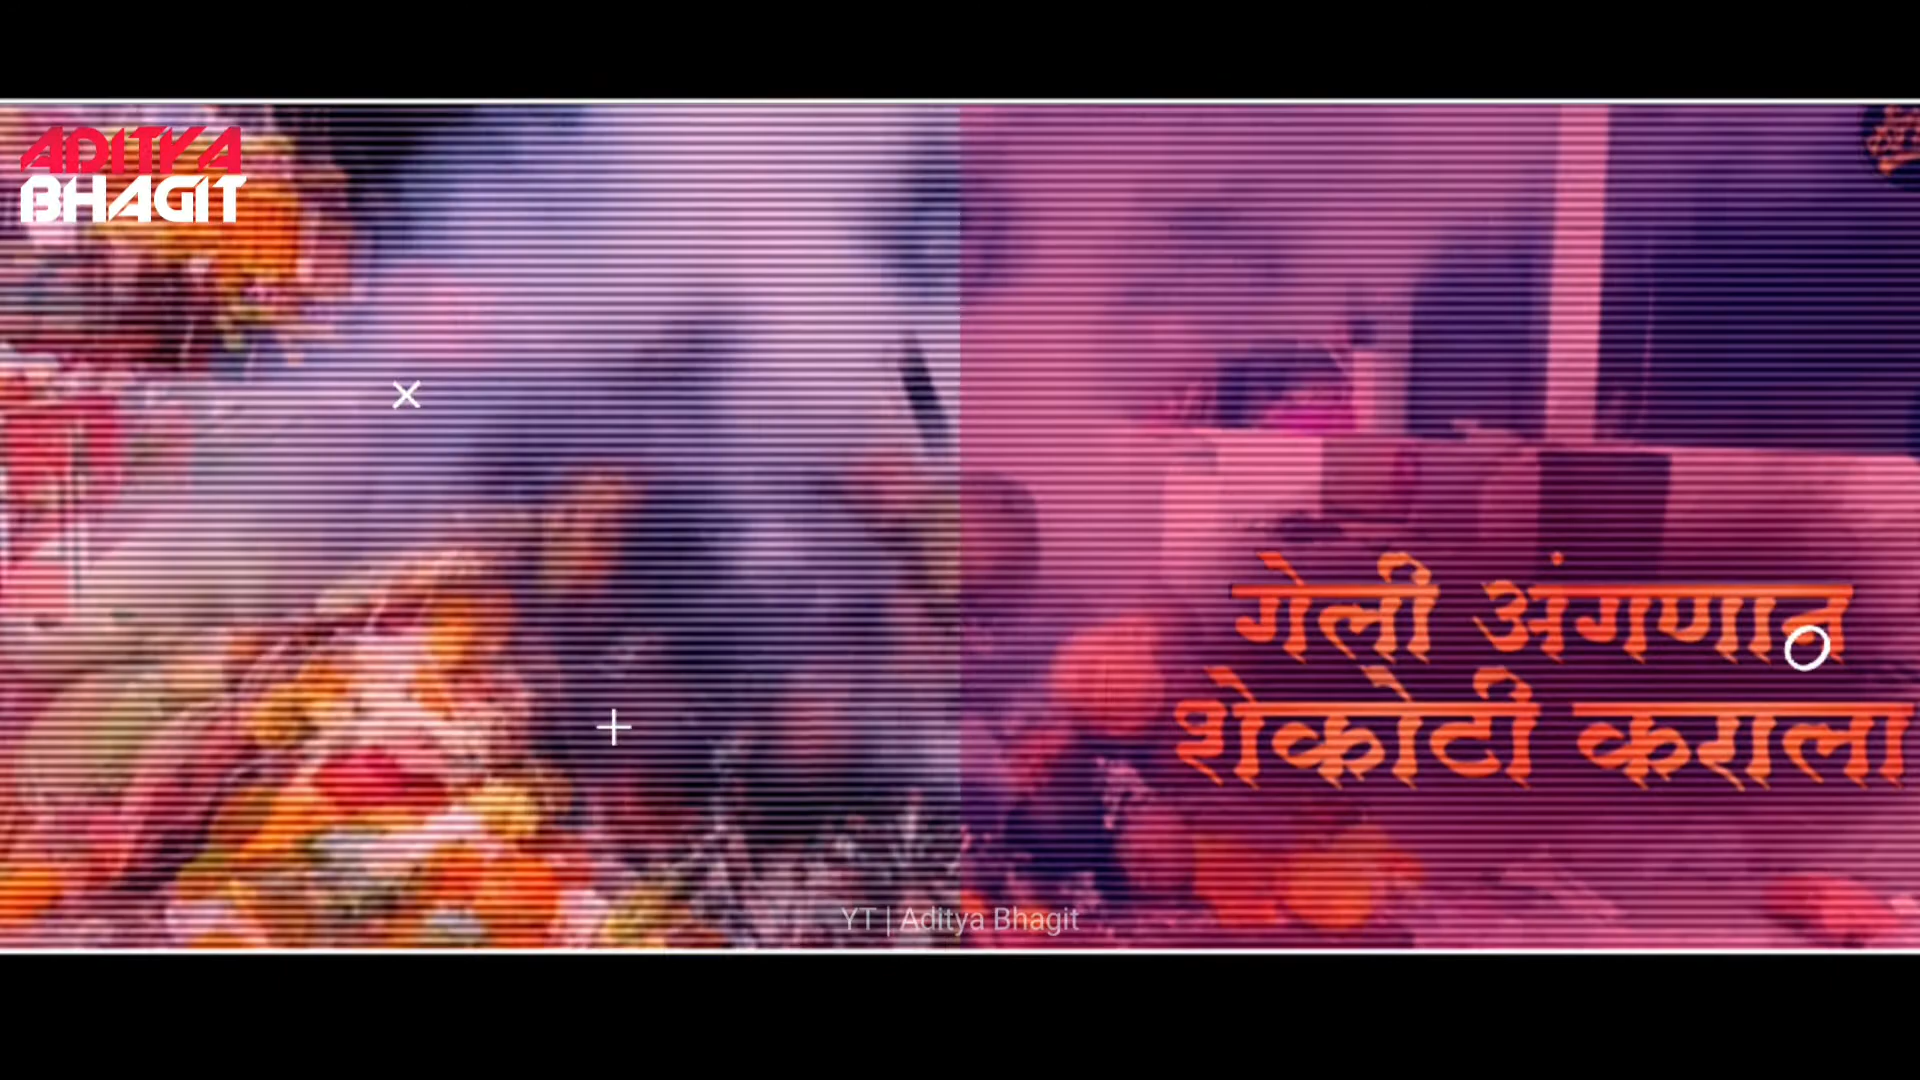 ADITYA
BHAGIT
गेली अंगणात
शेकोटी कराला
YT | Aditya Bhagit